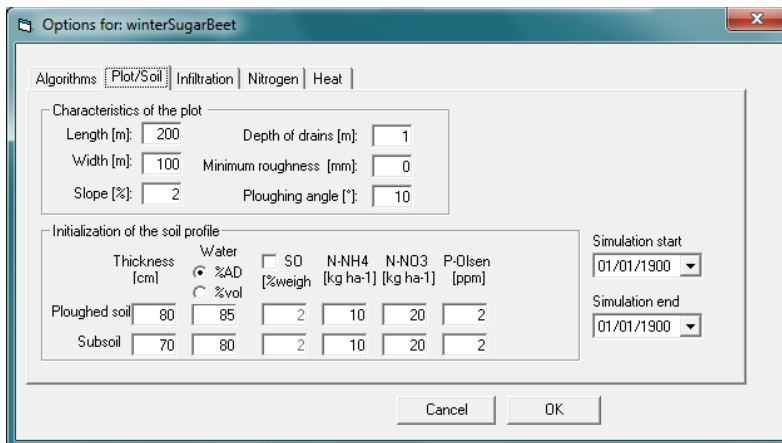 Options for: winterSugarBeet
x
Algorithms Plot/Soil Infiltration Nitrogen Heat
Characteristics of the plot
Length [m]: 200 Depth of drains [m]: 1
Width [m]: 100 Minimum roughness [mm]: 0
Slope [%]: 2 Ploughing angle [°]: 10
Initialization of the soil profile
Thickness [cm]
Water
%AD
%vol
SO
[%weigh
N-NH4
[kg ha-1]
N-NO3
[kg ha-1]
P-Olsen
[ppm]
Ploughed soil 80 85 2 10 20 2
Subsoil 70 80 2 10 20 2
Simulation start
01/01/1900
Simulation end
01/01/1900
Cancel OK